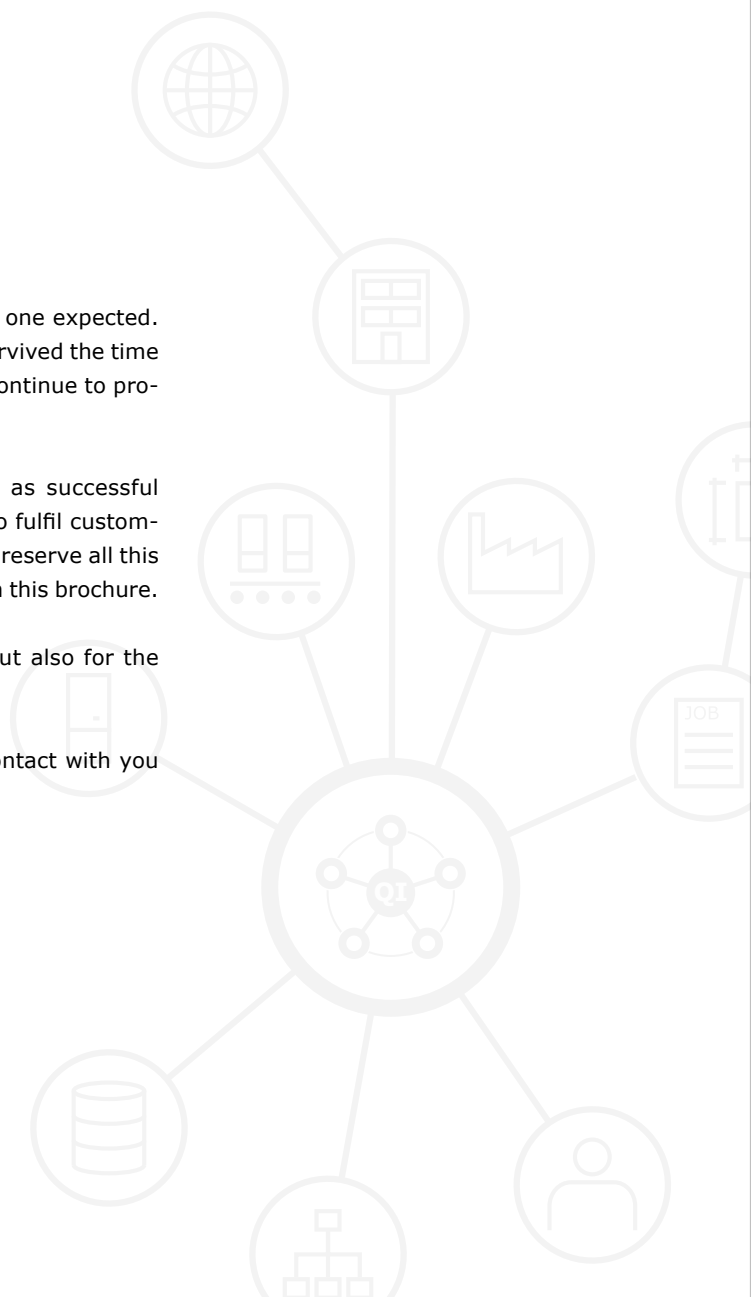 one expected.
rvived the time
ontinue to pro-
as successful
o fulfil custom-
reserve all this
this brochure.
ut also for the
JOB
ontact with you
QI